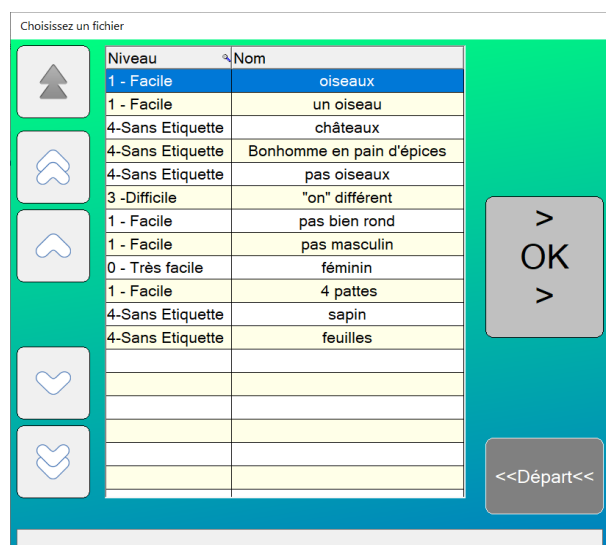 Choisissez un fichier
Niveau Nom
1 - Facile oiseaux
1 - Facile un oiseau
4-Sans Etiquette châteaux
4-Sans Etiquette Bonhomme en pain d'épices
4-Sans Etiquette pas oiseaux
3 -Difficile "on" différent
1 - Facile pas bien rond
1 - Facile pas masculin
0 - Très facile féminin
1 - Facile 4 pattes
4-Sans Etiquette sapin
4-Sans Etiquette feuilles
>
OK
>
<<Départ<<